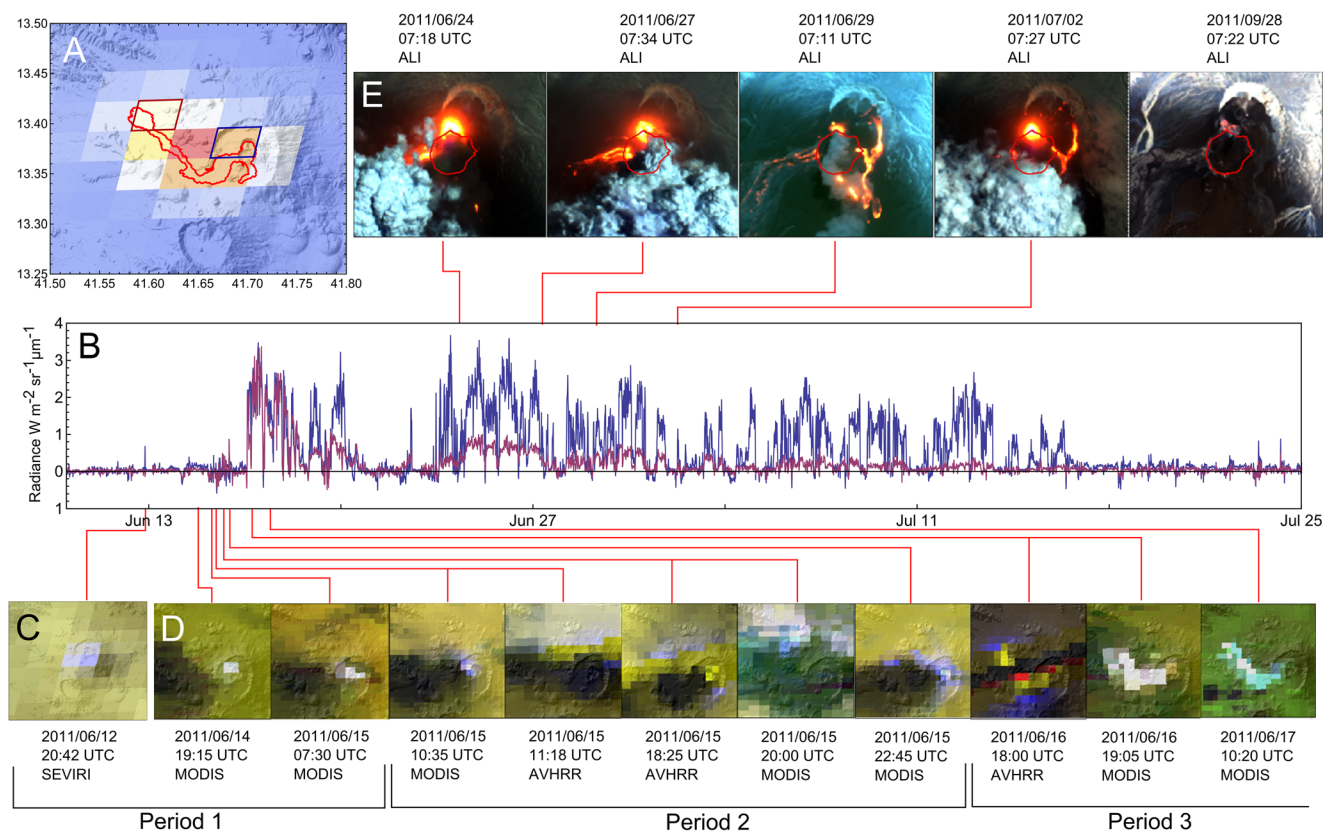 A
13.50
13.45
13.40
13.35
13.30
13.25
41.50 41.60 41.65 41.70 41.75 41.80
2011/06/24
07:18 UTC
ALI
2011/06/27
07:34 UTC
ALI
2011/06/29
07:11 UTC
ALI
2011/07/02
07:27 UTC
ALI
2011/09/28
07:22 UTC
ALI
E
B
Radiance W m-2 sr-1μm-1
4
3
2
1
0
1
Jun 13 Jun 27 Jul 11 Jul 25
C
D
2011/06/12
20:42 UTC
SEVIRI
2011/06/14
19:15 UTC
MODIS
2011/06/15
07:30 UTC
MODIS
2011/06/15
10:35 UTC
MODIS
2011/06/15
11:18 UTC
AVHRR
2011/06/15
18:25 UTC
AVHRR
2011/06/15
20:00 UTC
MODIS
2011/06/15
22:45 UTC
MODIS
2011/06/16
18:00 UTC
AVHRR
2011/06/16
19:05 UTC
MODIS
2011/06/17
10:20 UTC
MODIS
Period 1
Period 2
Period 3